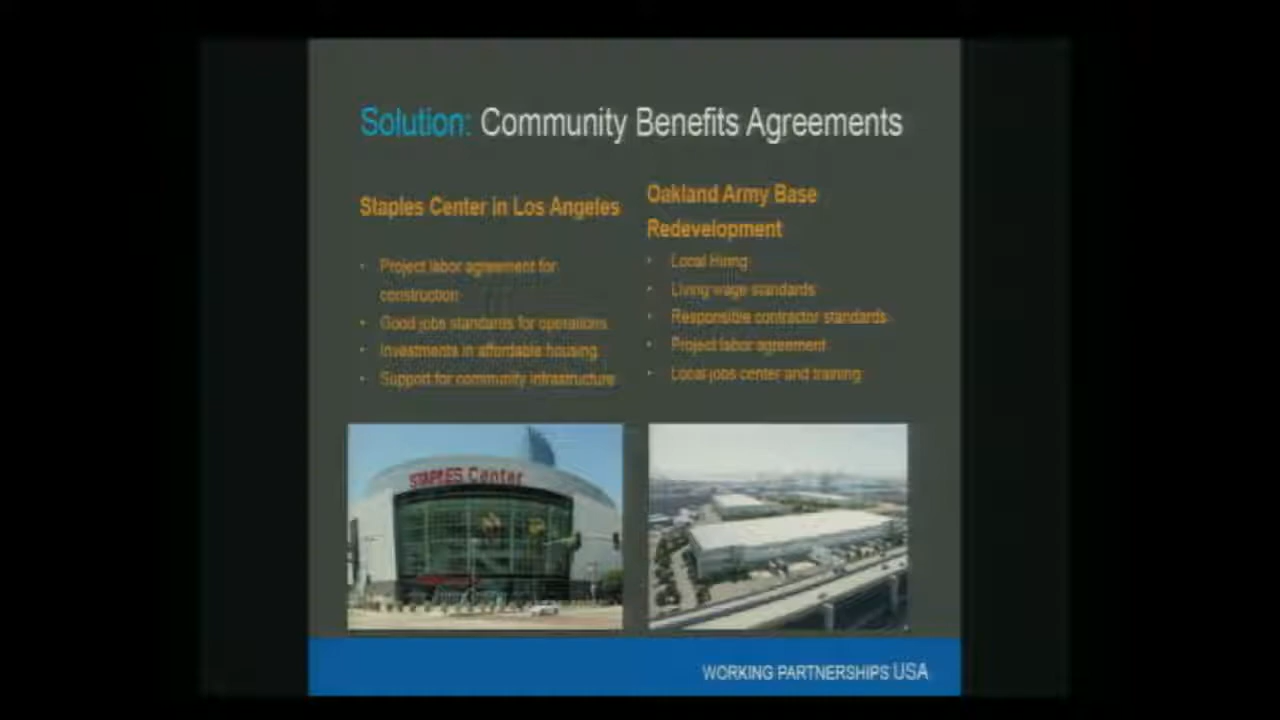 Solution: Community Benefits Agreements
Staples Center in Los Angeles
• Project labor agreement for
construction
• Good jobs standards for operations
• Investments in affordable housing
• Support for community infrastructure
Oakland Army Base
Redevelopment
• Local Hiring
• Living wage standards
• Responsible contractor standards
• Project labor agreement
• Local jobs center and training
STAPLES Center
WORKING PARTNERSHIPS USA